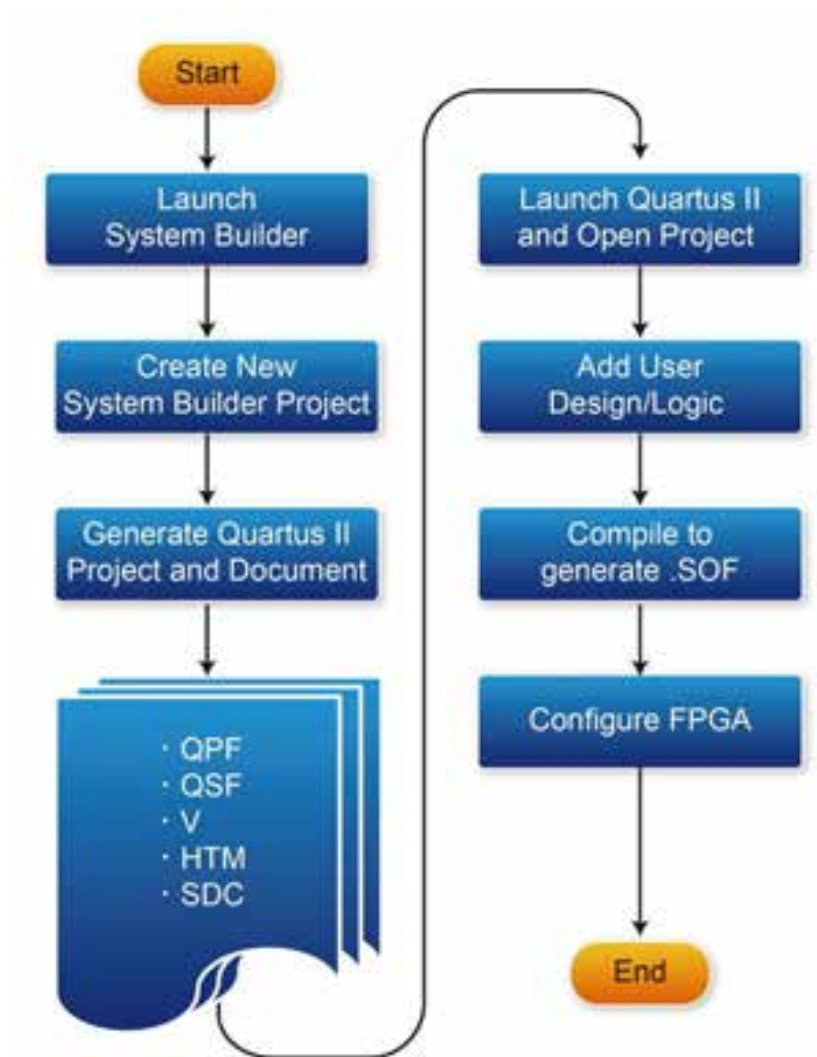 Start
Launch
System Builder
Create New
System Builder Project
Generate Quartus II
Project and Document
· QPF
· QSF
· V
· HTM
· SDC
Launch Quartus II
and Open Project
Add User
Design/Logic
Compile to
generate .SOF
Configure FPGA
End